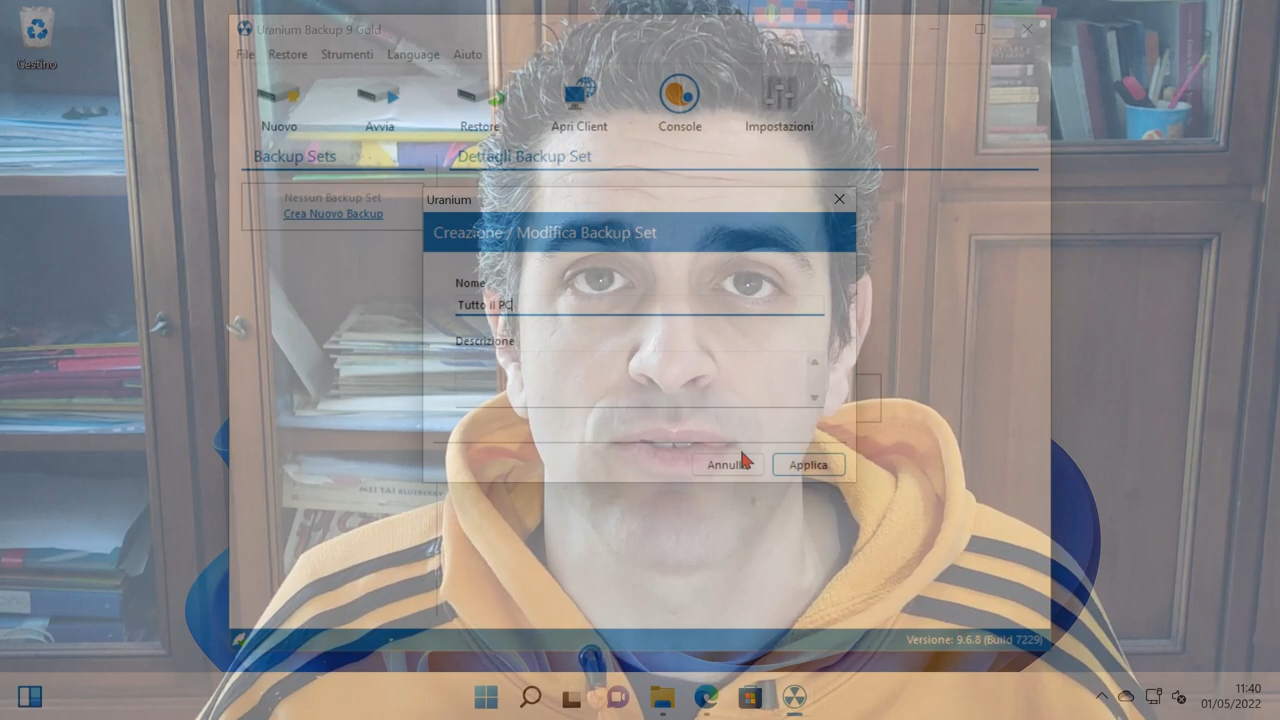 Uranium Backup 9 Gold
Cestino
File Restore Strumenti Language Aiuto
Nuovo Avvia Restore Apri Client Console Impostazioni
Backup Sets Dettagli Backup Set
Nessun Backup Set
Crea Nuovo Backup
Uranium
Creazione / Modifica Backup Set
Nome
Tutto il PC
Descrizione
Annulla Applica
Versione: 9.6.8 (Build 7229)
11:40
01/05/2022